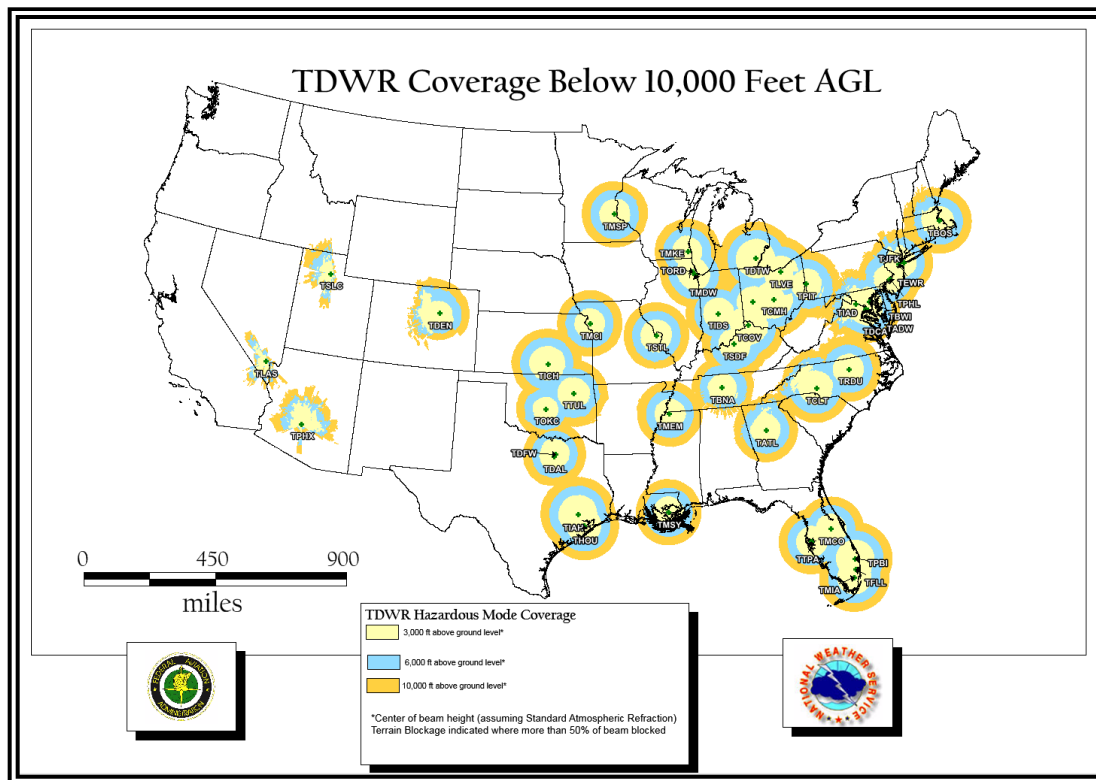 TDWR Coverage Below 10,000 Feet AGL
TMSP
TBOS
TMKE
TORD
TMDW
TDTW
TLVE
TPIT
TJFK
TEWR
TPHL
TBWI
TADW
TIAD
TDCA
TSLC
TDEN
TMCI
TSTL
TIDS
TCMH
TCOV
TSDF
TLAS
TPHX
TICH
TTUL
TOKC
TBNA
TMEM
TRDU
TCLT
TATL
TDFW
TDAL
THOU
TMSY
TMCO
TTPA
TPBI
TFLL
TMIA
0 450 900
miles
TDWR Hazardous Mode Coverage
3,000 ft above ground level*
6,000 ft above ground level*
10,000 ft above ground level*
*Center of beam height (assuming Standard Atmospheric Refraction)
Terrain Blockage indicated where more than 50% of beam blocked
FEDERAL AVIATION
ADMINISTRATION
NATIONAL WEATHER SERVICE